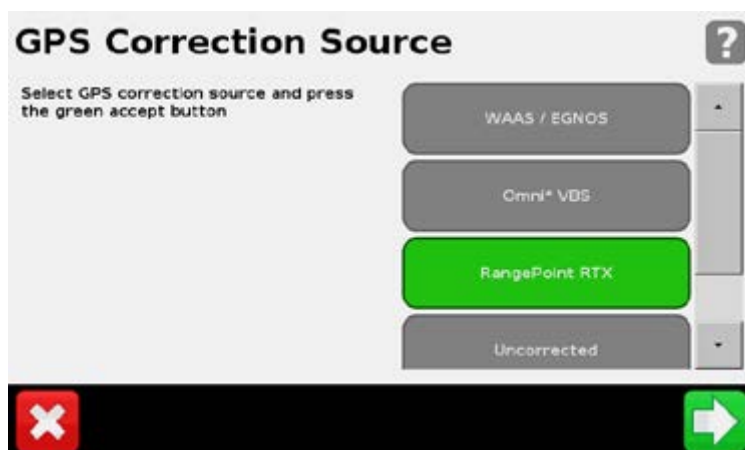 GPS Correction Source
?
Select GPS correction source and press
the green accept button
WAAS / EGNOS
Omni* VBS
RangePoint RTX
Uncorrected